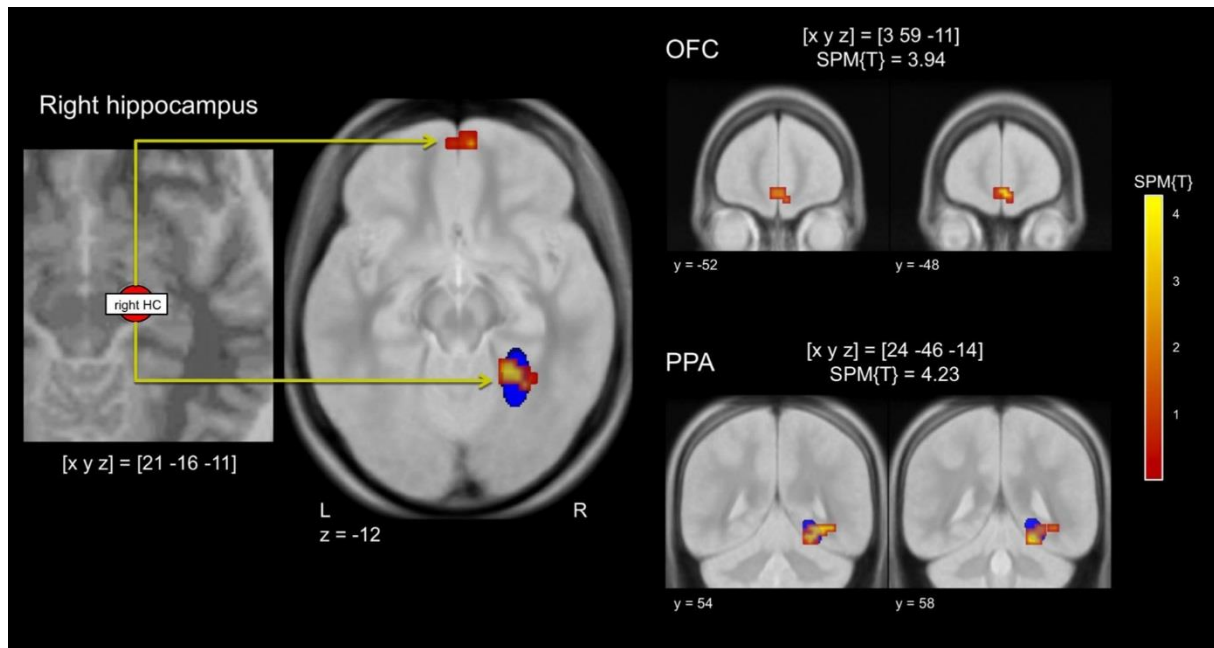 Right hippocampus
right HC
[x y z] = [21 -16 -11]
L
R
z = -12
OFC
[x y z] = [3 59 -11]
SPM{T} = 3.94
y = -52
y = -48
PPA
[x y z] = [24 -46 -14]
SPM{T} = 4.23
y = 54
y = 58
SPM{T}
4
3
2
1